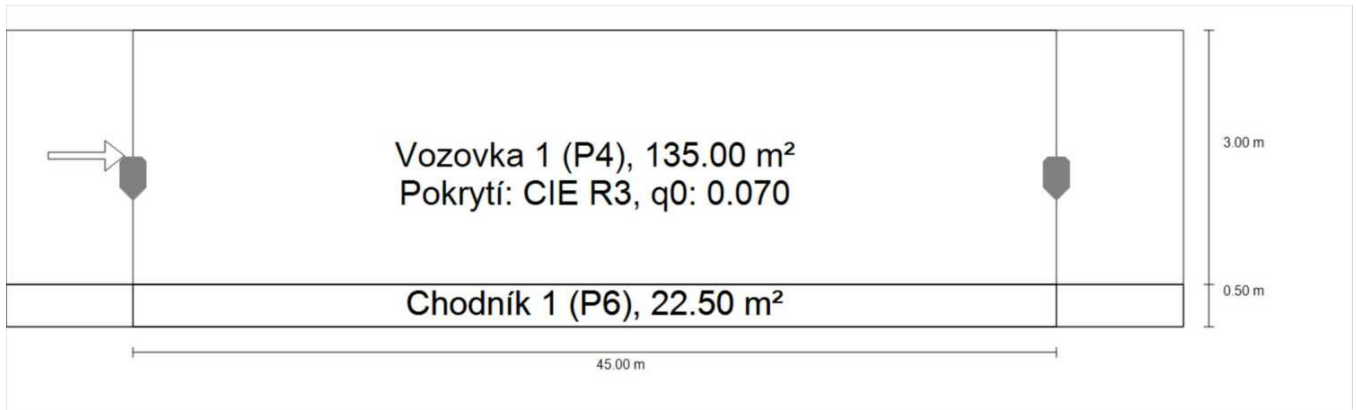 Vozovka 1 (P4), 135.00 m²
Pokrytí: CIE R3, q0: 0.070
3.00 m
Chodník 1 (P6), 22.50 m²
0.50 m
45.00 m